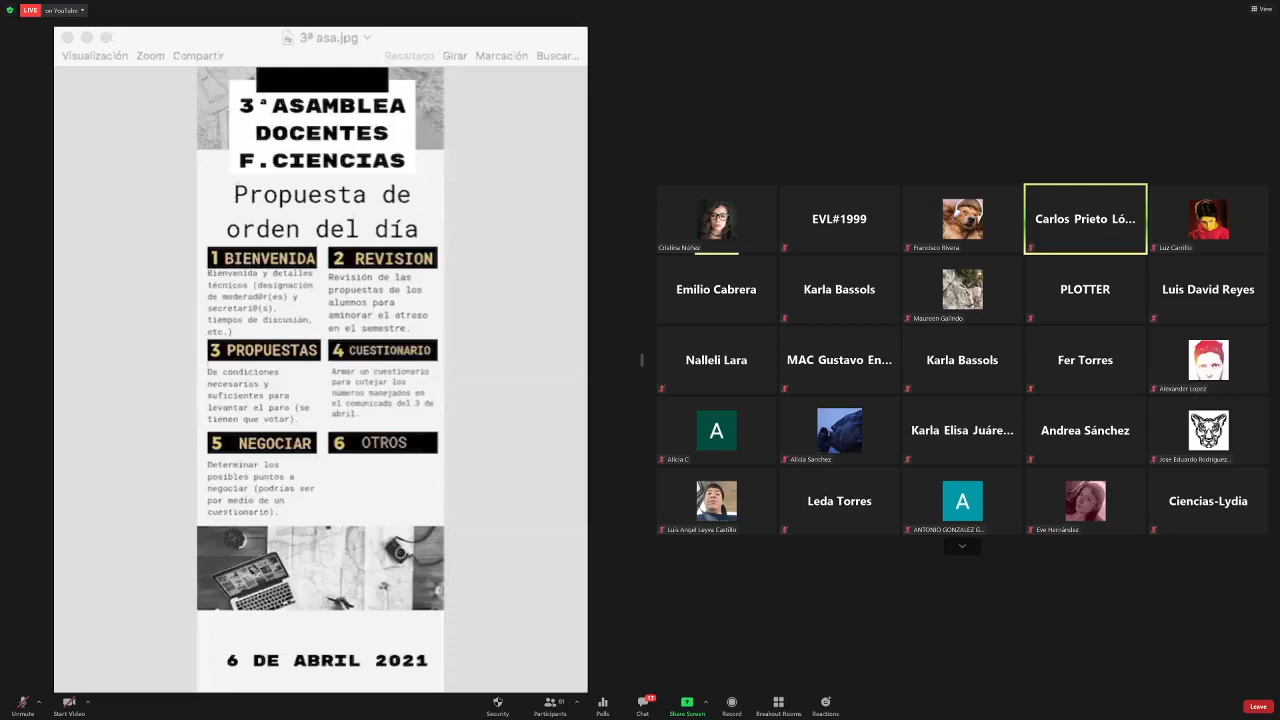 LIVE on YouTube
View
3ª asa.jpg
Visualización Zoom Compartir Resaltado Girar Marcación Buscar...
3ªASAMBLEA
DOCENTES
F.CIENCIAS
Propuesta de
orden del día
1 BIENVENIDA
Bienvenida y detalles
técnicos (designación
de moderad@r(es) y
secretari@(s),
tiempos de discusión,
etc.)
2 REVISION
Revisión de las
propuestas de los
alumnos para
aminorar el atraso
en el semestre.
3 PROPUESTAS
De condiciones
necesarias y
suficientes para
levantar el paro (se
tienen que votar).
4 CUESTIONARIO
Armar un cuestionario
para cotejar los
números manejados en
el comunicado del 3 de
abril.
5 NEGOCIAR
Determinar los
posibles puntos a
negociar (podrías ser
por medio de un
cuestionario).
6 OTROS
6 DE ABRIL 2021
Cristina Núñez
EVL#1999
Francisco Rivera
Carlos Prieto Ló...
Luz Carrillo
Emilio Cabrera
Karla Bassols
Maureen Galindo
PLOTTER
Luis David Reyes
Nalleli Lara
MAC Gustavo En...
Karla Bassols
Fer Torres
Alexander Lopez
A
Alicia C
Alicia Sanchez
Karla Elisa Juáre...
Andrea Sánchez
Jose Eduardo Rodriguez...
Luis Angel Leyva Castillo
Leda Torres
A
ANTONIO GONZALEZ G...
Eve Hernández
Ciencias-Lydia
Unmute
Start Video
Security
Participants 61
Polls
Chat 17
Share Screen
Record
Breakout Rooms
Reactions
Leave